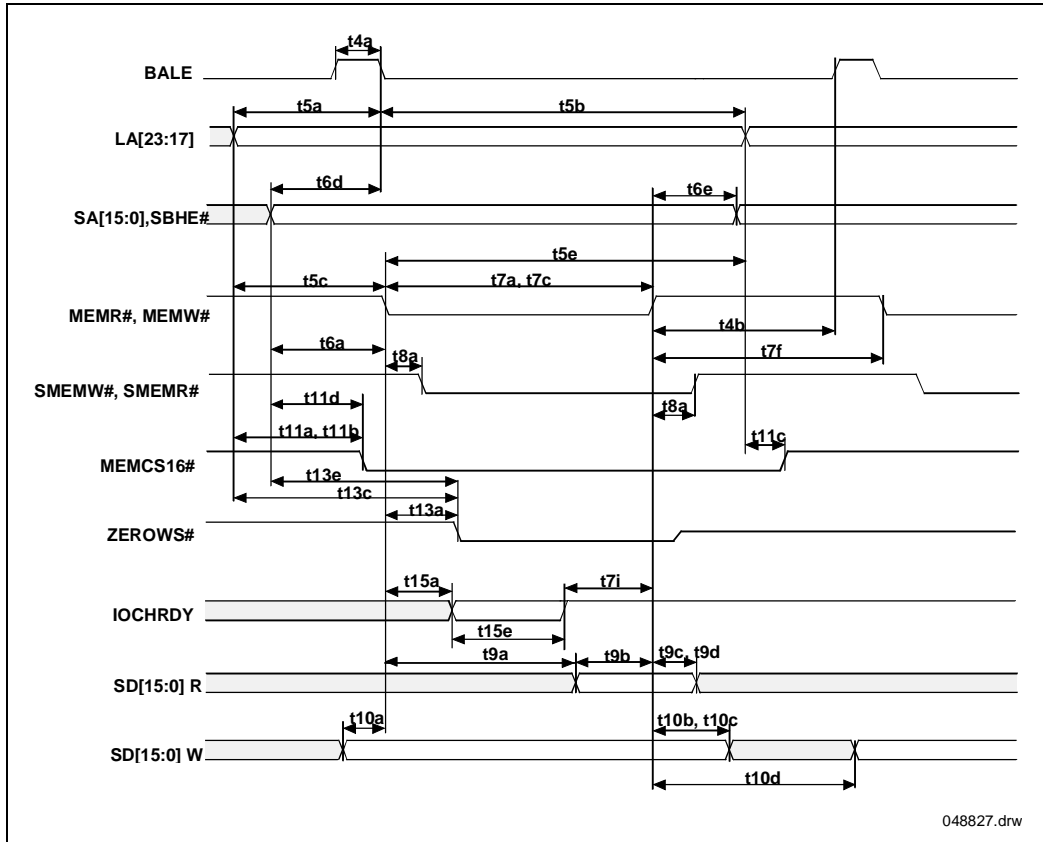 t4a
BALE
t5a
t5b
LA[23:17]
t6d
t6e
SA[15:0],SBHE#
t5e
t5c
t7a, t7c
MEMR#, MEMW#
t4b
t6a
t8a
t7f
SMEMW#, SMEMR#
t11d
t8a
t11a, t11b
t11c
MEMCS16#
t13e
t13c
t13a
ZEROWS#
t15a
t7i
IOCHRDY
t15e
t9a
t9b
t9c, t9d
SD[15:0] R
t10a
t10b, t10c
SD[15:0] W
t10d
048827.drw